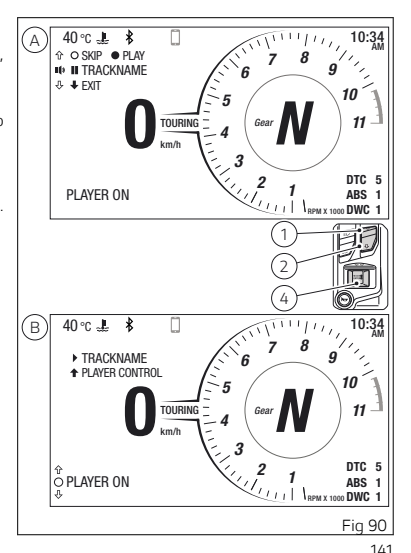 A
40 °C
10:34
AM
SKIP PLAY
TRACKNAME
EXIT
0
km/h
TOURING
Gear
N
1
2
3
4
5
6
7
8
9
10
11
RPM X 1000
DTC 5
ABS 1
DWC 1
PLAYER ON
1
2
4
B
40 °C
10:34
AM
TRACKNAME
PLAYER CONTROL
0
km/h
TOURING
Gear
N
1
2
3
4
5
6
7
8
9
10
11
RPM X 1000
DTC 5
ABS 1
DWC 1
PLAYER ON
Fig 90
141